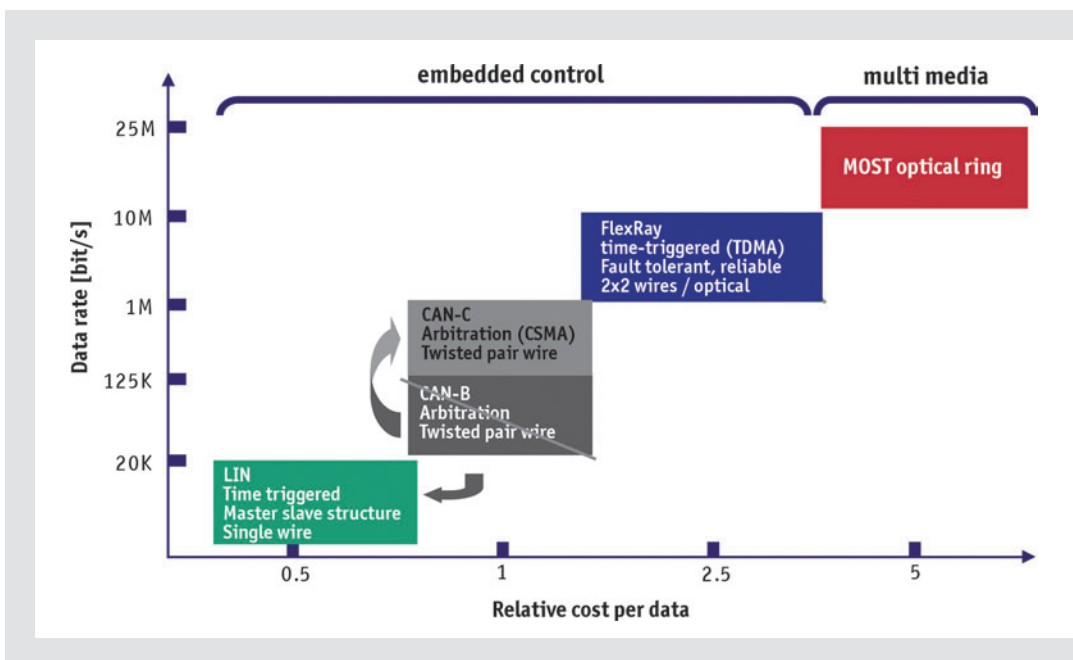 embedded control
multi media
25M
MOST optical ring
10M
FlexRay
time-triggered (TDMA)
Fault tolerant, reliable
2x2 wires / optical
Data rate [bit/s]
1M
CAN-C
Arbitration (CSMA)
Twisted pair wire
125K
CAN-B
Arbitration
Twisted pair wire
20K
LIN
Time triggered
Master slave structure
Single wire
0.5
1
2.5
5
Relative cost per data